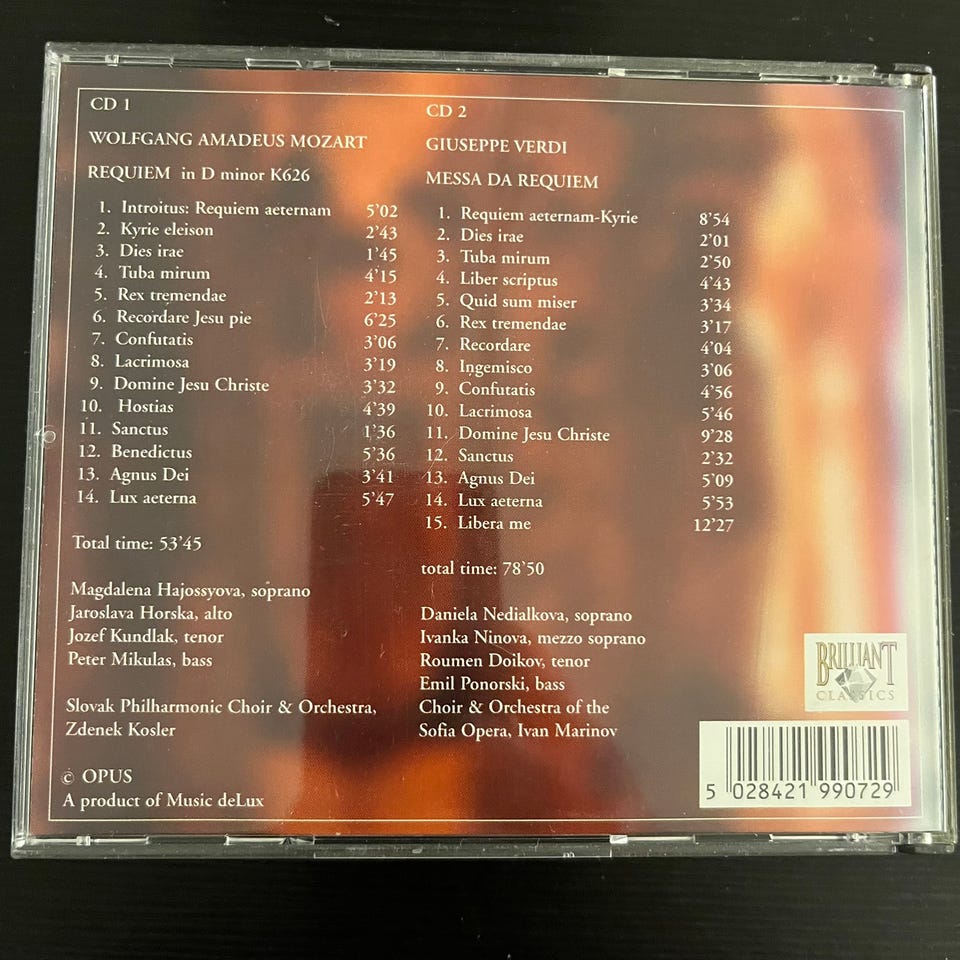 CD 1
WOLFGANG AMADEUS MOZART
REQUIEM in D minor K626
1. Introitus: Requiem aeternam 5'02
2. Kyrie eleison 2'43
3. Dies irae 1'45
4. Tuba mirum 4'15
5. Rex tremendae 2'13
6. Recordare Jesu pie 6'25
7. Confutatis 3'06
8. Lacrimosa 3'19
9. Domine Jesu Christe 3'32
10. Hostias 4'39
11. Sanctus 1'36
12. Benedictus 5'36
13. Agnus Dei 3'41
14. Lux aeterna 5'47
Total time: 53'45
Magdalena Hajossyova, soprano
Jaroslava Horska, alto
Jozef Kundlak, tenor
Peter Mikulas, bass
Slovak Philharmonic Choir & Orchestra,
Zdenek Kosler
© OPUS
A product of Music deLux
CD 2
GIUSEPPE VERDI
MESSA DA REQUIEM
1. Requiem aeternam-Kyrie 8'54
2. Dies irae 2'01
3. Tuba mirum 2'50
4. Liber scriptus 4'43
5. Quid sum miser 3'34
6. Rex tremendae 3'17
7. Recordare 4'04
8. Ingemisco 3'06
9. Confutatis 4'56
10. Lacrimosa 5'46
11. Domine Jesu Christe 9'28
12. Sanctus 2'32
13. Agnus Dei 5'09
14. Lux aeterna 5'53
15. Libera me 12'27
total time: 78'50
Daniela Nedialkova, soprano
Ivanka Ninova, mezzo soprano
Roumen Doikov, tenor
Emil Ponorski, bass
Choir & Orchestra of the
Sofia Opera, Ivan Marinov
BRILLIANT
CLASSICS
5 028421 990729